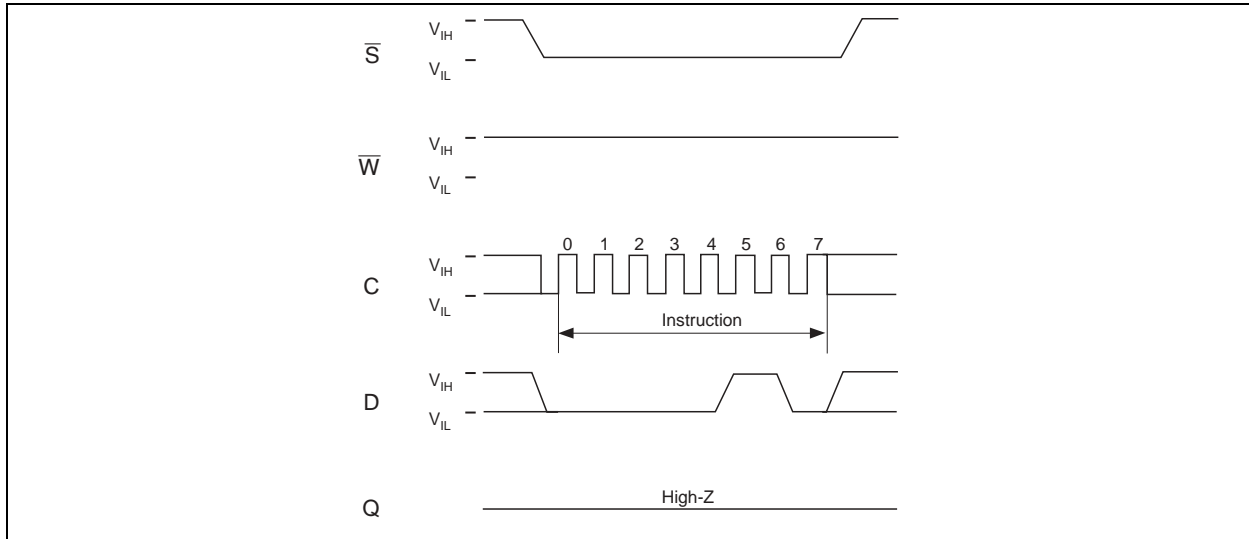 S̅
V_IH
V_IL
W̅
V_IH
V_IL
0 1 2 3 4 5 6 7
C
V_IH
V_IL
Instruction
D
V_IH
V_IL
Q
High-Z